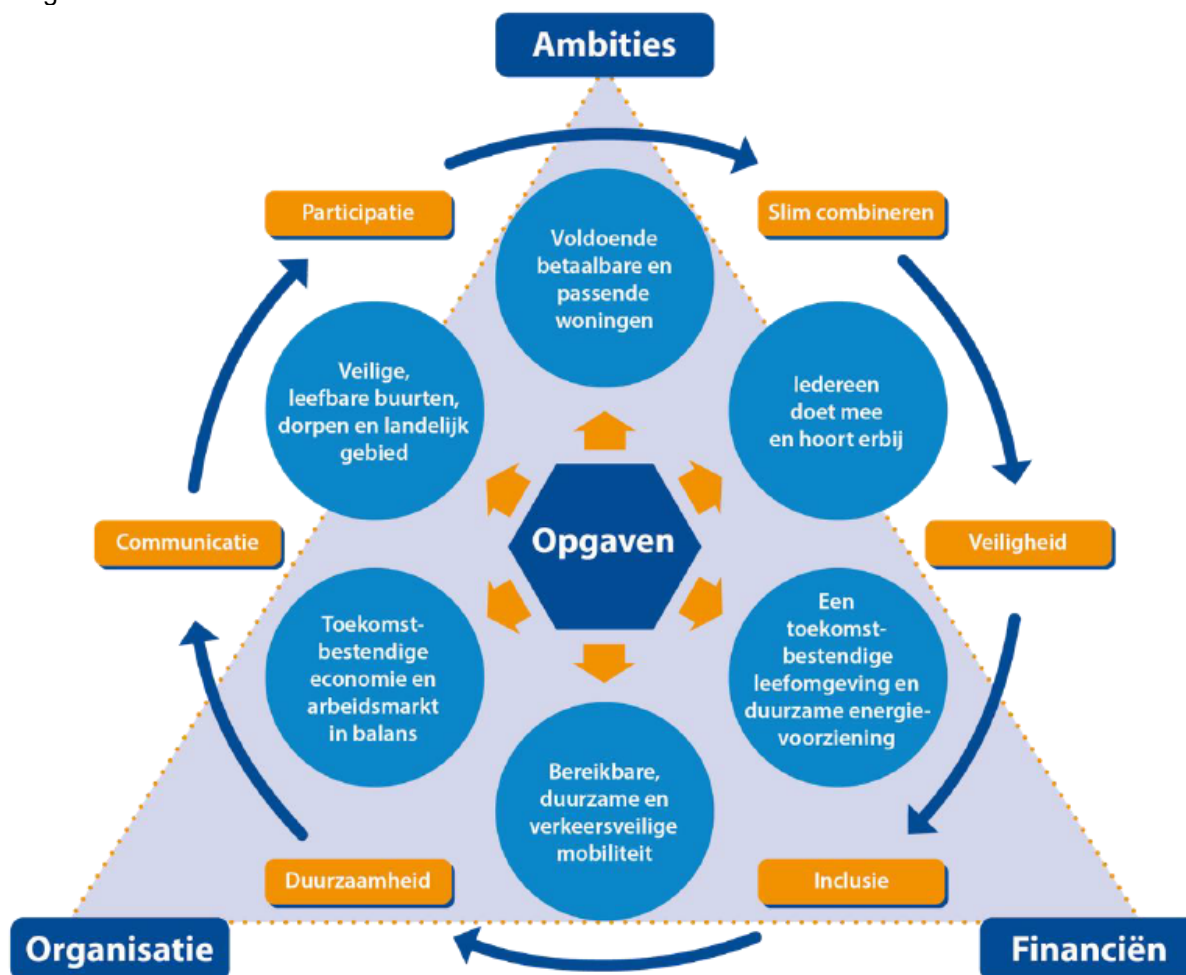 Ambities
Participatie
Slim combineren
Voldoende
betaalbare en
passende
woningen
Veilige,
leefbare buurten,
dorpen en landelijk
gebied
Iedereen
doet mee
en hoort erbij
Communicatie
Opgaven
Veiligheid
Toekomst-
bestendige
economie en
arbeidsmarkt
in balans
Een
toekomst-
bestendige
leefomgeving en
duurzame energie-
voorziening
Bereikbare,
duurzame en
verkeersveilige
mobiliteit
Duurzaamheid
Inclusie
Organisatie
Financiën